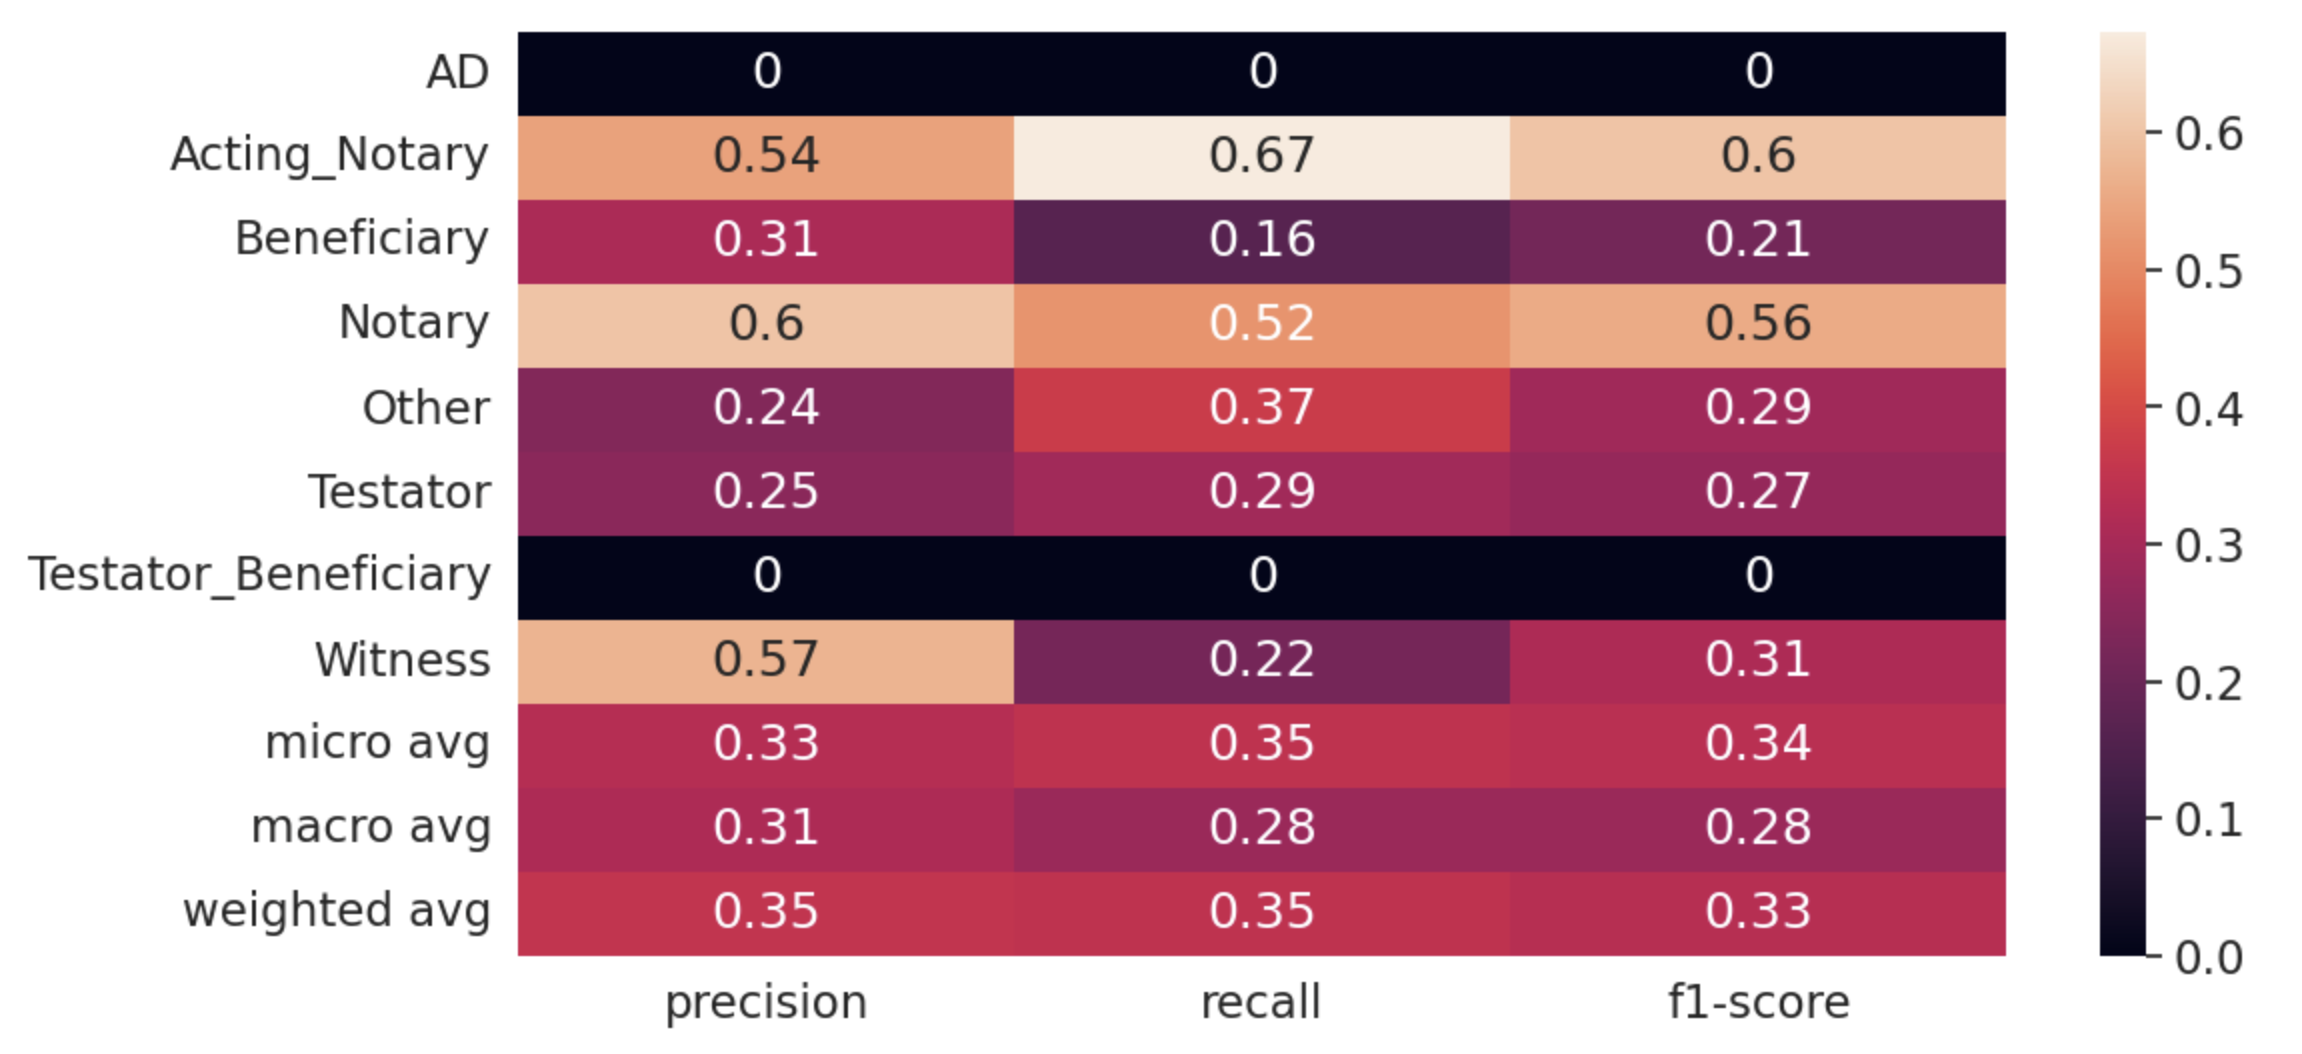 AD 0 0 0
Acting_Notary 0.54 0.67 0.6
Beneficiary 0.31 0.16 0.21
Notary 0.6 0.52 0.56
Other 0.24 0.37 0.29
Testator 0.25 0.29 0.27
Testator_Beneficiary 0 0 0
Witness 0.57 0.22 0.31
micro avg 0.33 0.35 0.34
macro avg 0.31 0.28 0.28
weighted avg 0.35 0.35 0.33
precision recall f1-score
0.6
0.5
0.4
0.3
0.2
0.1
0.0